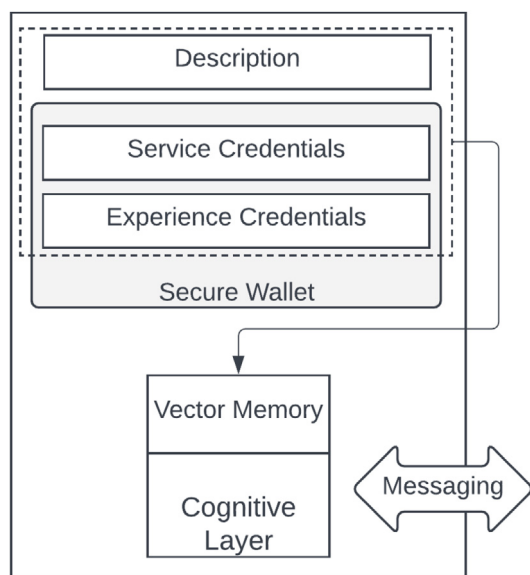 Description
Service Credentials
Experience Credentials
Secure Wallet
Vector Memory
Cognitive
Layer
Messaging